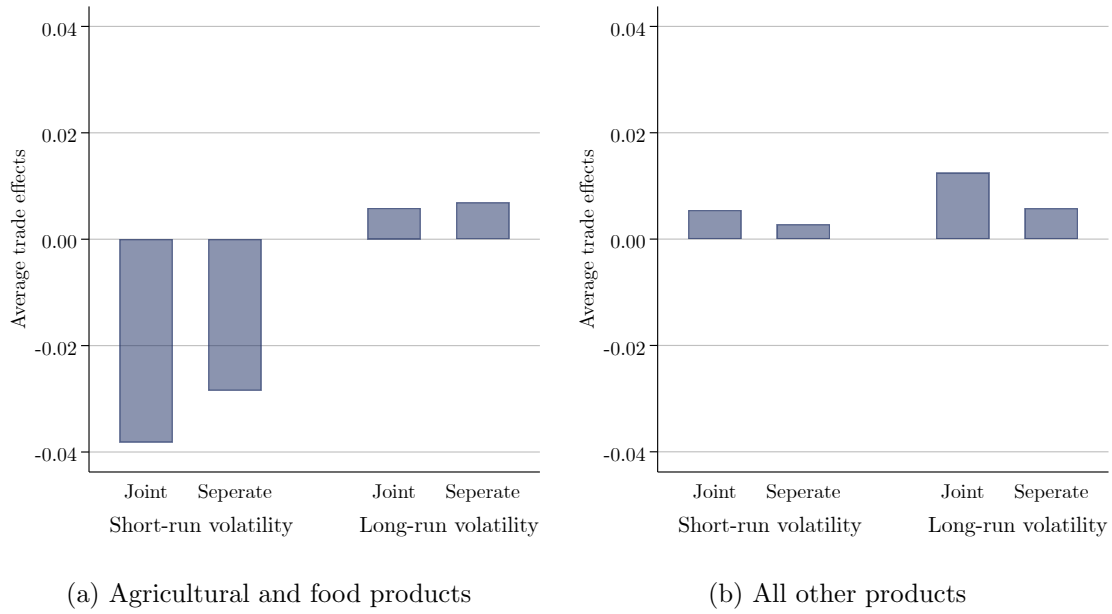 Average trade effects
0.04
0.02
0.00
-0.02
-0.04
Joint Seperate Joint Seperate
Short-run volatility Long-run volatility
(a) Agricultural and food products
Average trade effects
0.04
0.02
0.00
-0.02
-0.04
Joint Seperate Joint Seperate
Short-run volatility Long-run volatility
(b) All other products